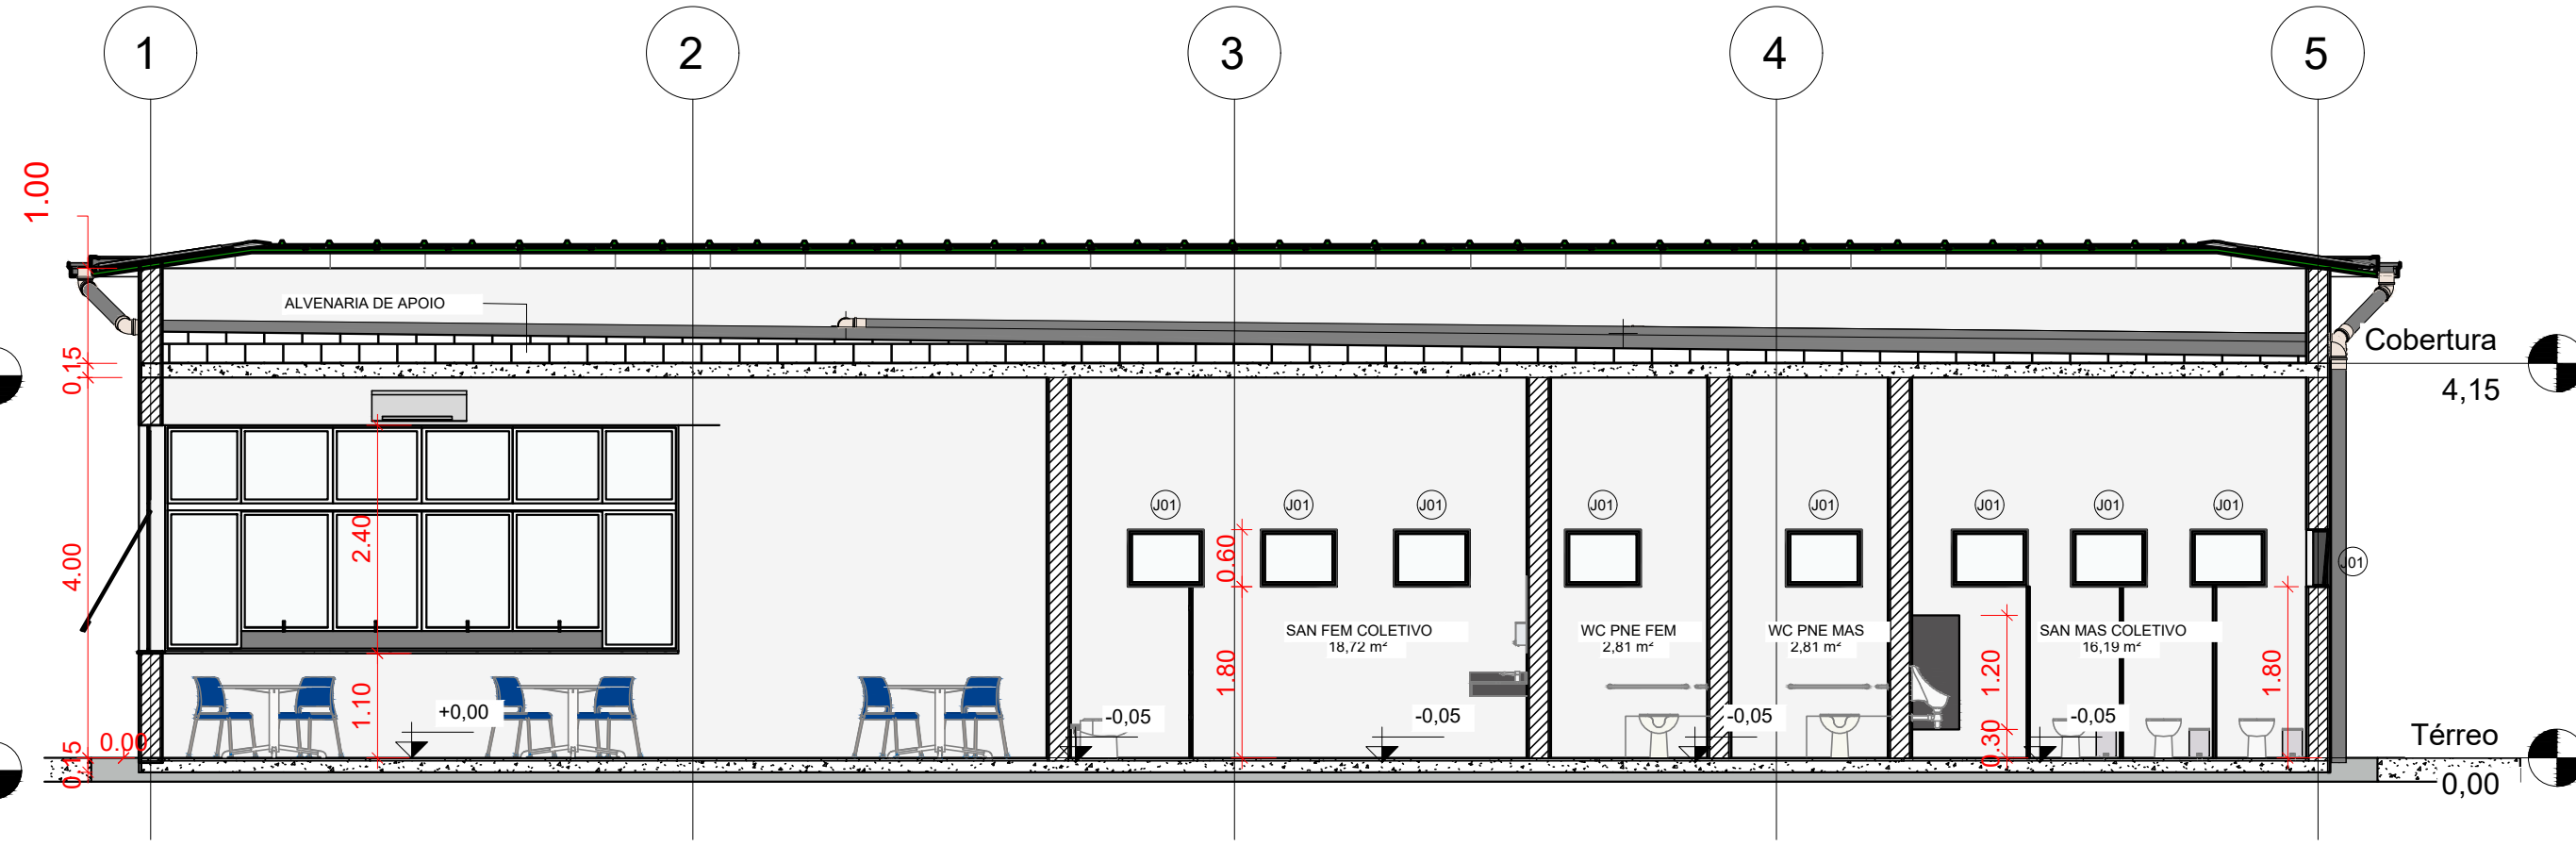 1
2
3
4
5
1.00
ALVENARIA DE APOIO
0.15
Cobertura
4,15
J01
J01
J01
J01
J01
J01
J01
J01
J01
2.40
0.60
4.00
SAN FEM COLETIVO
18,72 m²
WC PNE FEM
2,81 m²
WC PNE MAS
2,81 m²
SAN MAS COLETIVO
16,19 m²
1.80
1.20
1.80
1.10
+0,00
-0,05
-0,05
-0,05
-0,05
0.30
0.00
0.15
Térreo
0,00